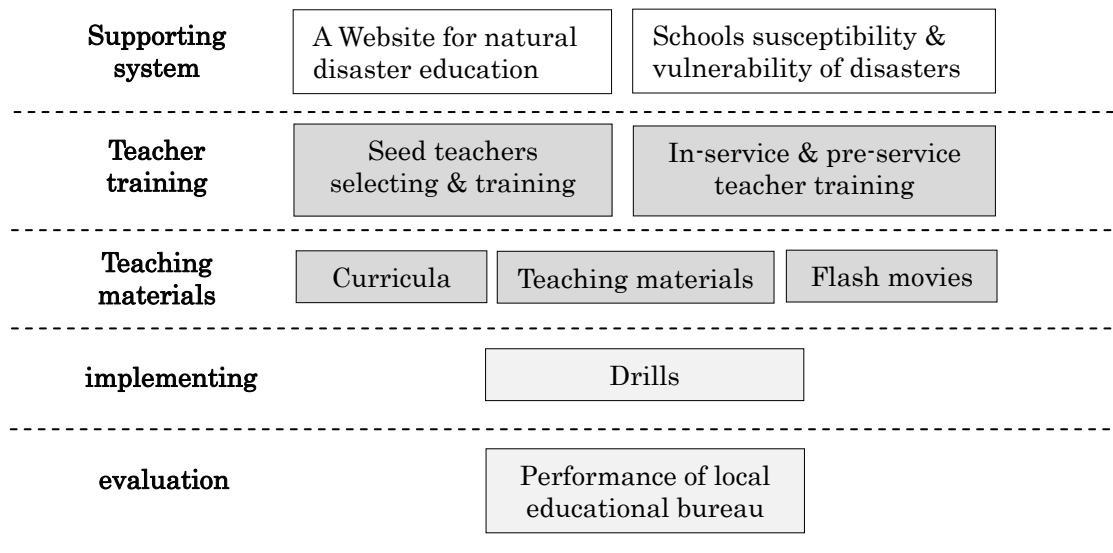 Supporting
system
A Website for natural
disaster education
Schools susceptibility &
vulnerability of disasters
Teacher
training
Seed teachers
selecting & training
In-service & pre-service
teacher training
Teaching
materials
Curricula
Teaching materials
Flash movies
implementing
Drills
evaluation
Performance of local
educational bureau